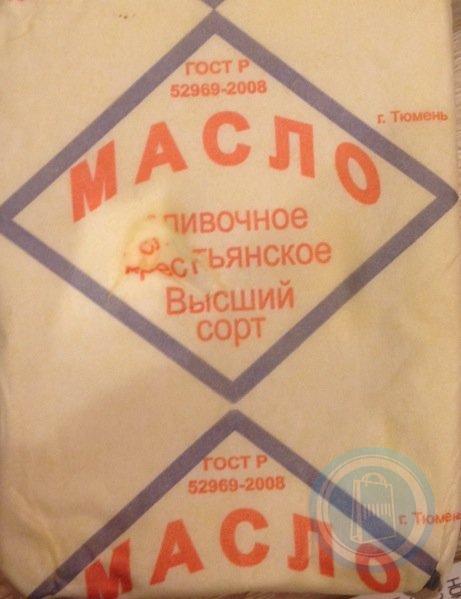 ГОСТ Р
52969-2008
г. Тюмень
МАСЛО
сливочное
крестьянское
Высший
сорт
ГОСТ Р
52969-2008
г. Тюмень
МАСЛО